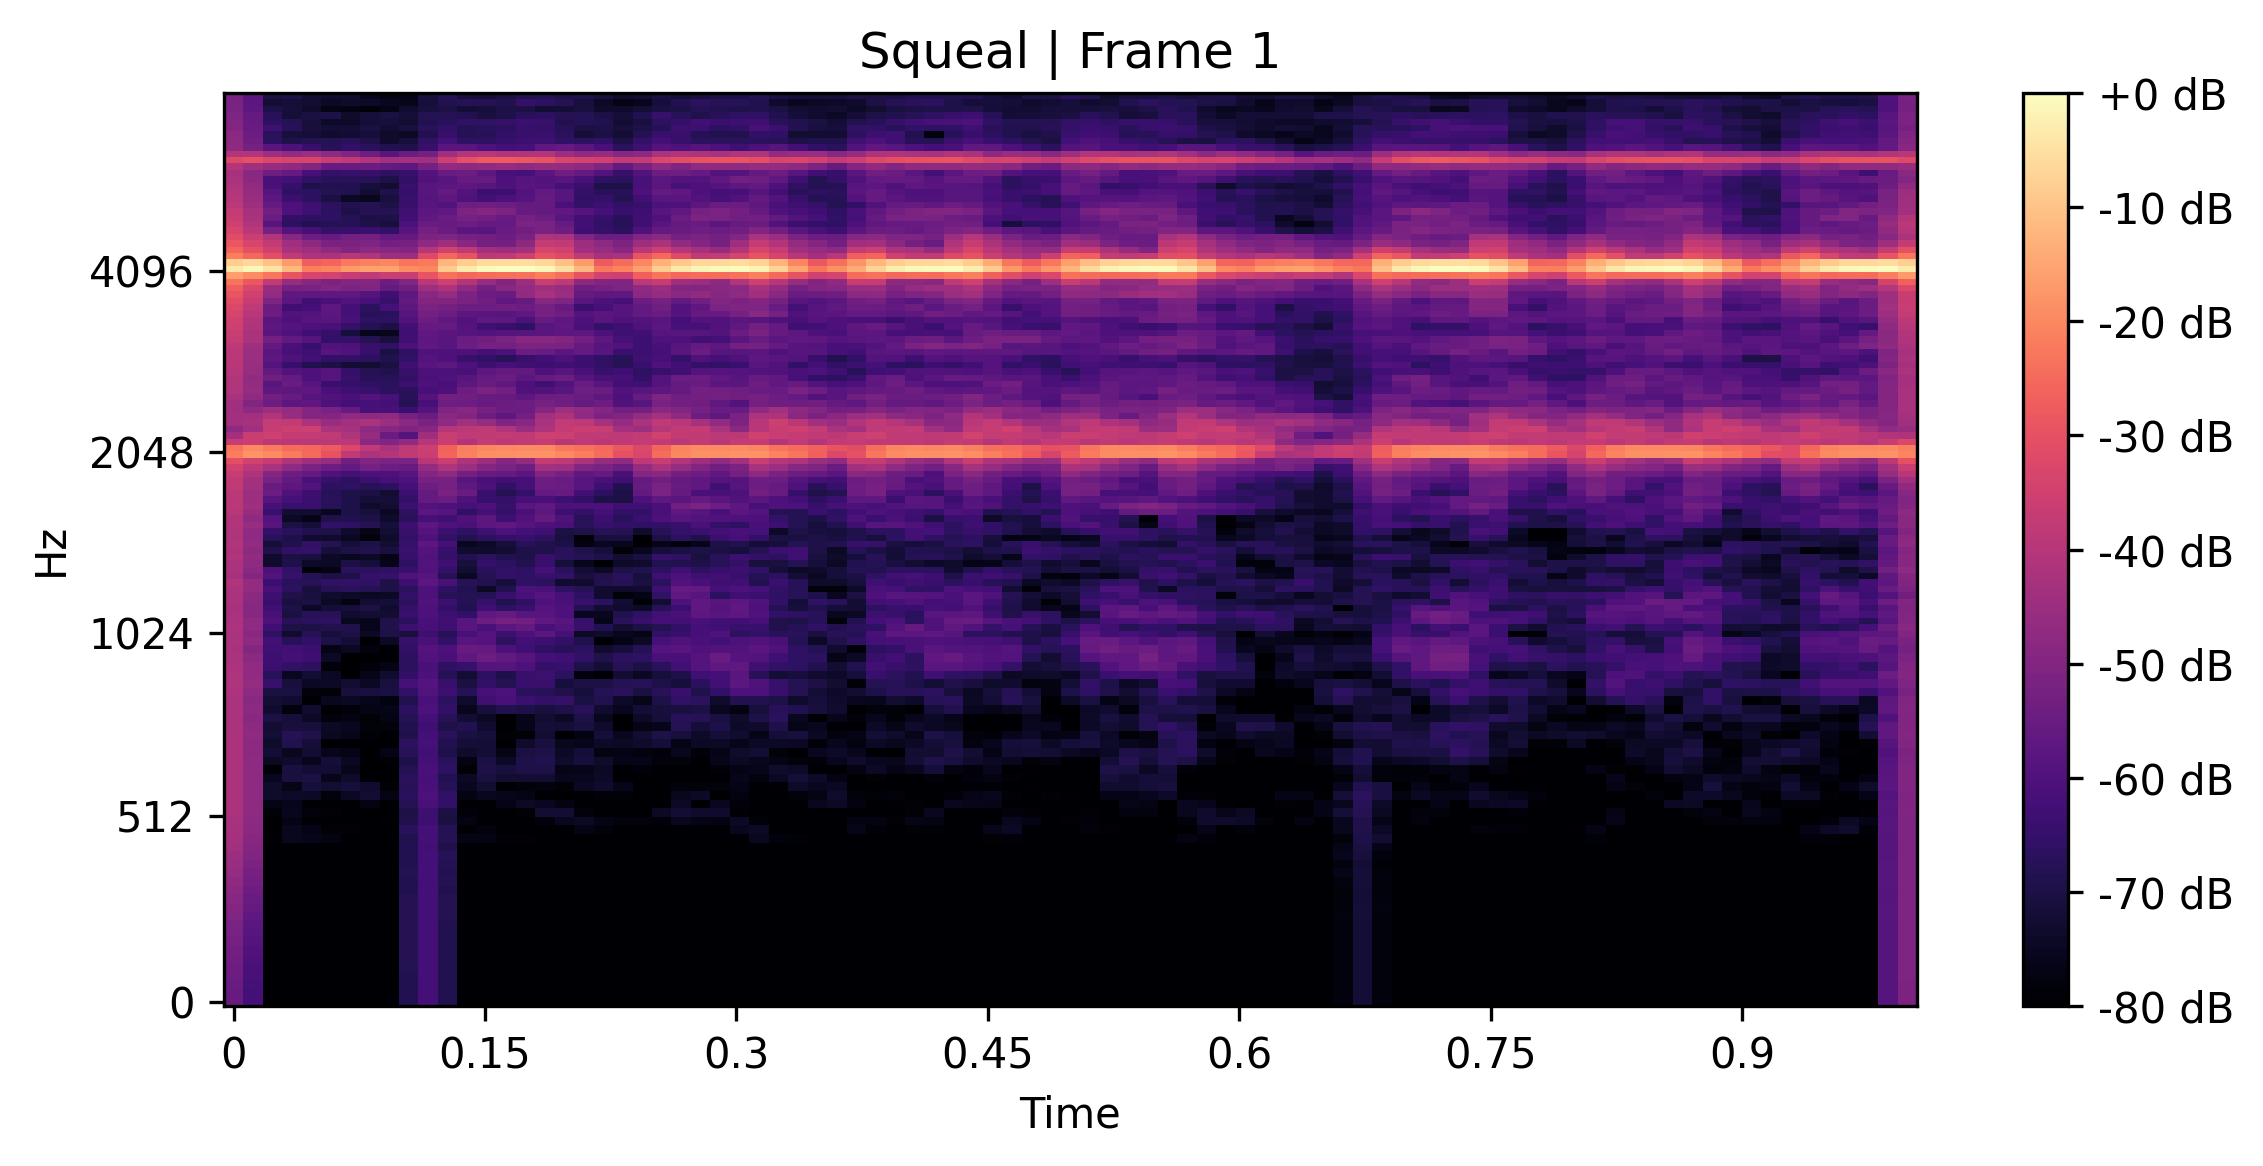 Squeal | Frame 1
+0 dB
-10 dB
-20 dB
-30 dB
-40 dB
-50 dB
-60 dB
-70 dB
-80 dB
Hz
4096
2048
1024
512
0
0 0.15 0.3 0.45 0.6 0.75 0.9
Time